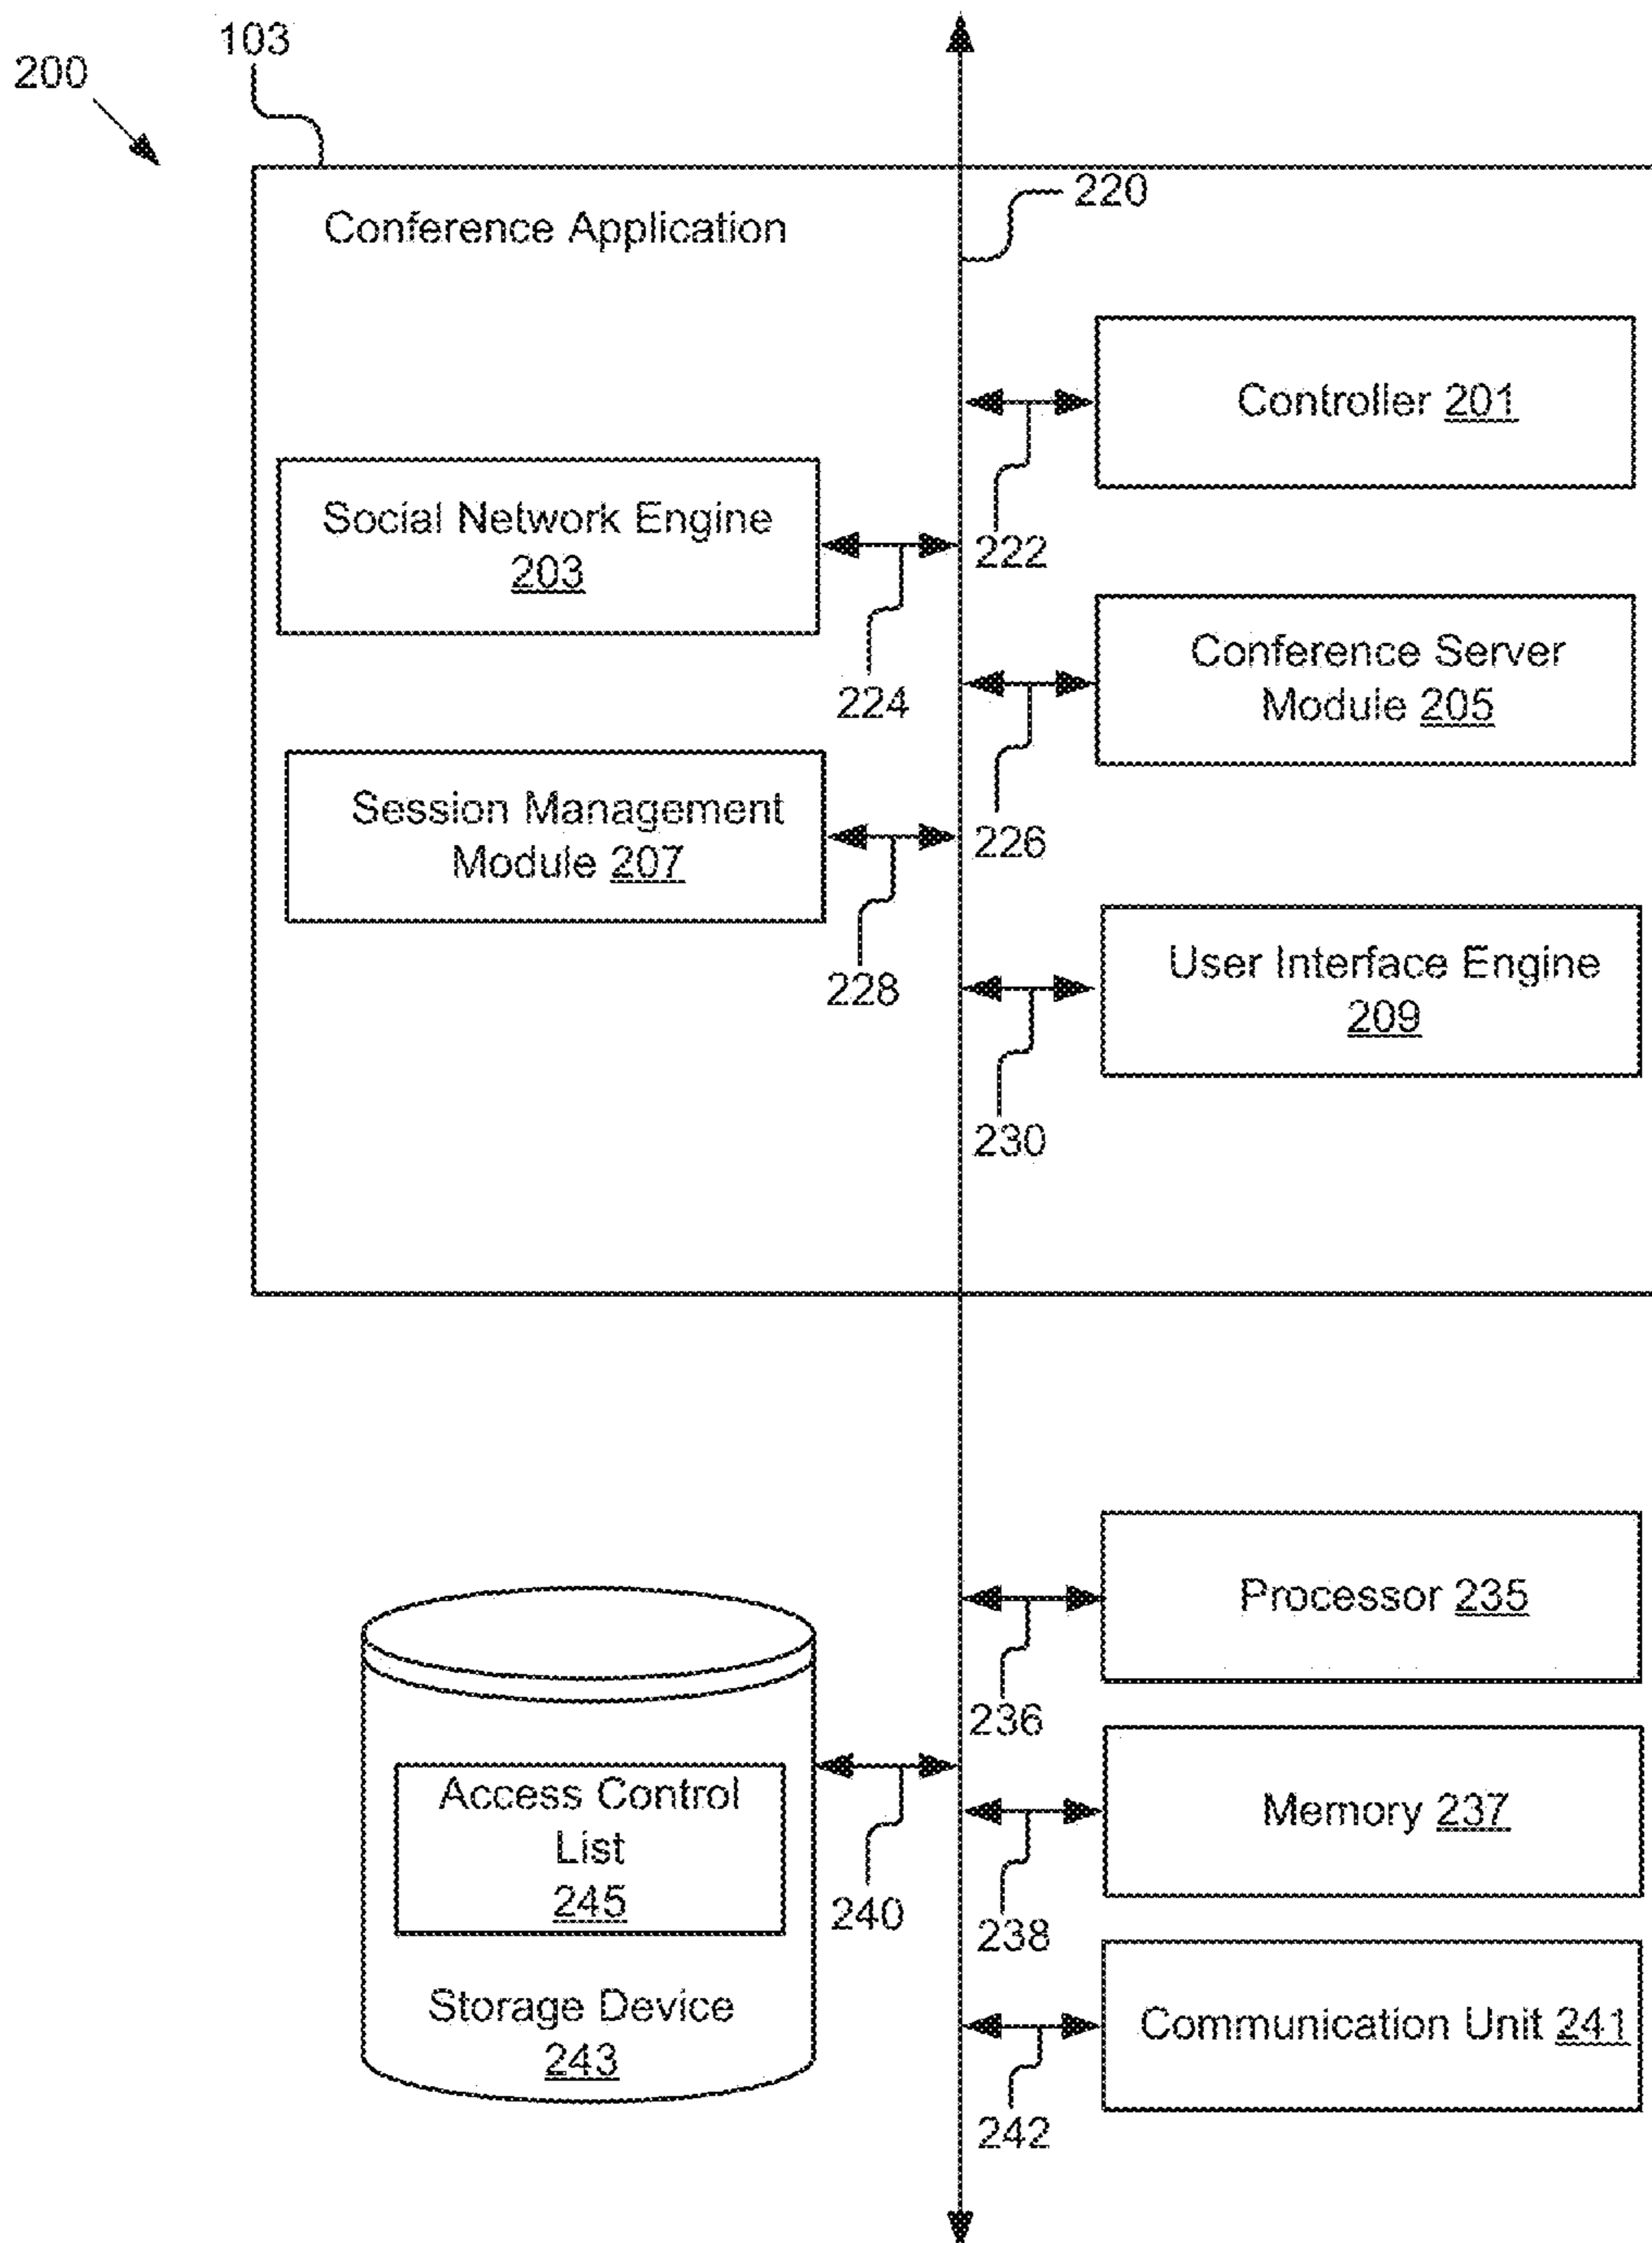 103
200
220
Conference Application
Controller 201
Social Network Engine
203
222
224
Conference Server
Module 205
Session Management
Module 207
226
228
User Interface Engine
209
230
Processor 235
236
Access Control
List
245
240
Memory 237
238
Storage Device
243
Communication Unit 241
242